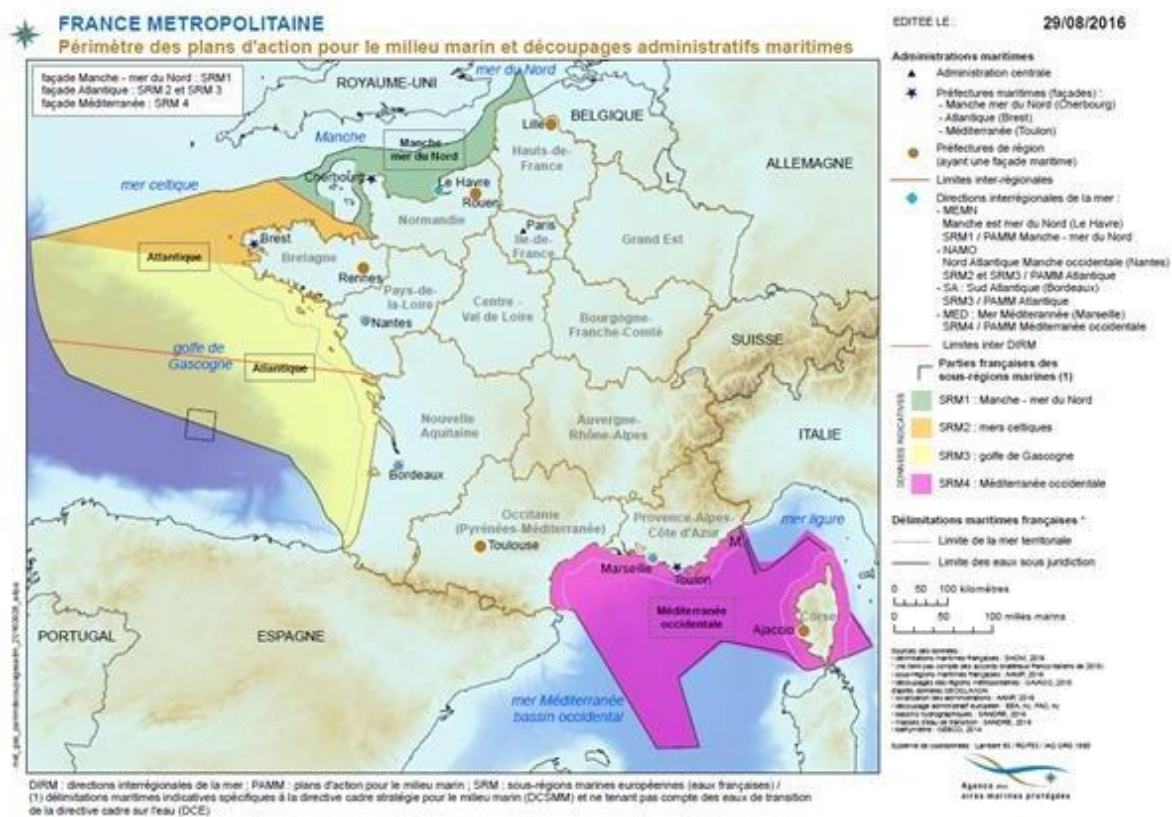 FRANCE METROPOLITAINE
Périmètre des plans d'action pour le milieu marin et découpages administratifs maritimes
façade Manche - mer du Nord : SRM1
façade Atlantique : SRM 2 et SRM 3
façade Méditerranée : SRM 4
ROYAUME-UNI
mer du Nord
BELGIQUE
Lille
Manche
Manche
mer du Nord
Hauts-de-
France
ALLEMAGNE
L.
mer celtique
Cherbourg
Le Havre
Rouen
Normandie
Paris
Ile-de-
France
Grand Est
Brest
Bretagne
Atlantique
Rennes
Pays-de-
la-Loire
Centre -
Val de Loire
Nantes
Bourgogne-
Franche-Comté
SUISSE
golfe de
Gascogne
Atlantique
Nouvelle
Aquitaine
Auvergne-
Rhône-Alpes
ITALIE
Bordeaux
Occitanie
(Pyrénées-Méditerranée)
Provence-Alpes-
Côte d'Azur
mer ligure
M.
Toulouse
Marseille
Toulon
Méditerranée
occidentale
Corse
Ajaccio
PORTUGAL
ESPAGNE
mer Méditerranée
bassin occidental
DIRM : directions interrégionales de la mer ; PAMM : plans d'action pour le milieu marin ; SRM : sous-régions marines européennes (eaux françaises) /
(1) délimitations maritimes indicatives spécifiques à la directive cadre stratégie pour le milieu marin (DCSMM) et ne tenant pas compte des eaux de transition
de la directive cadre sur l'eau (DCE)
EDITEE LE : 29/08/2016
Administrations maritimes
Administration centrale
Préfectures maritimes (façades) :
- Manche mer du Nord (Cherbourg)
- Atlantique (Brest)
- Méditerranée (Toulon)
Préfectures de région
(ayant une façade maritime)
Limites inter-régionales
Directions interrégionales de la mer :
- MEMN
Manche est mer du Nord (Le Havre)
SRM1 / PAMM Manche - mer du Nord
- NAMO
Nord Atlantique Manche occidentale (Nantes)
SRM2 et SRM3 / PAMM Atlantique
- SA : Sud Atlantique (Bordeaux)
SRM3 / PAMM Atlantique
- MED : Mer Méditerrannée (Marseille)
SRM4 / PAMM Méditerranée occidentale
Limites inter DIRM
Parties françaises des
sous-régions marines (1)
DONNEES INDICATIVES
SRM1 : Manche - mer du Nord
SRM2 : mers celtiques
SRM3 : golfe de Gascogne
SRM4 : Méditerranée occidentale
Délimitations maritimes françaises *
Limite de la mer territoriale
Limite des eaux sous juridiction
0 50 100 kilomètres
0 50 100 milles marins
Sources des données :
Agence des
aires marines protégées